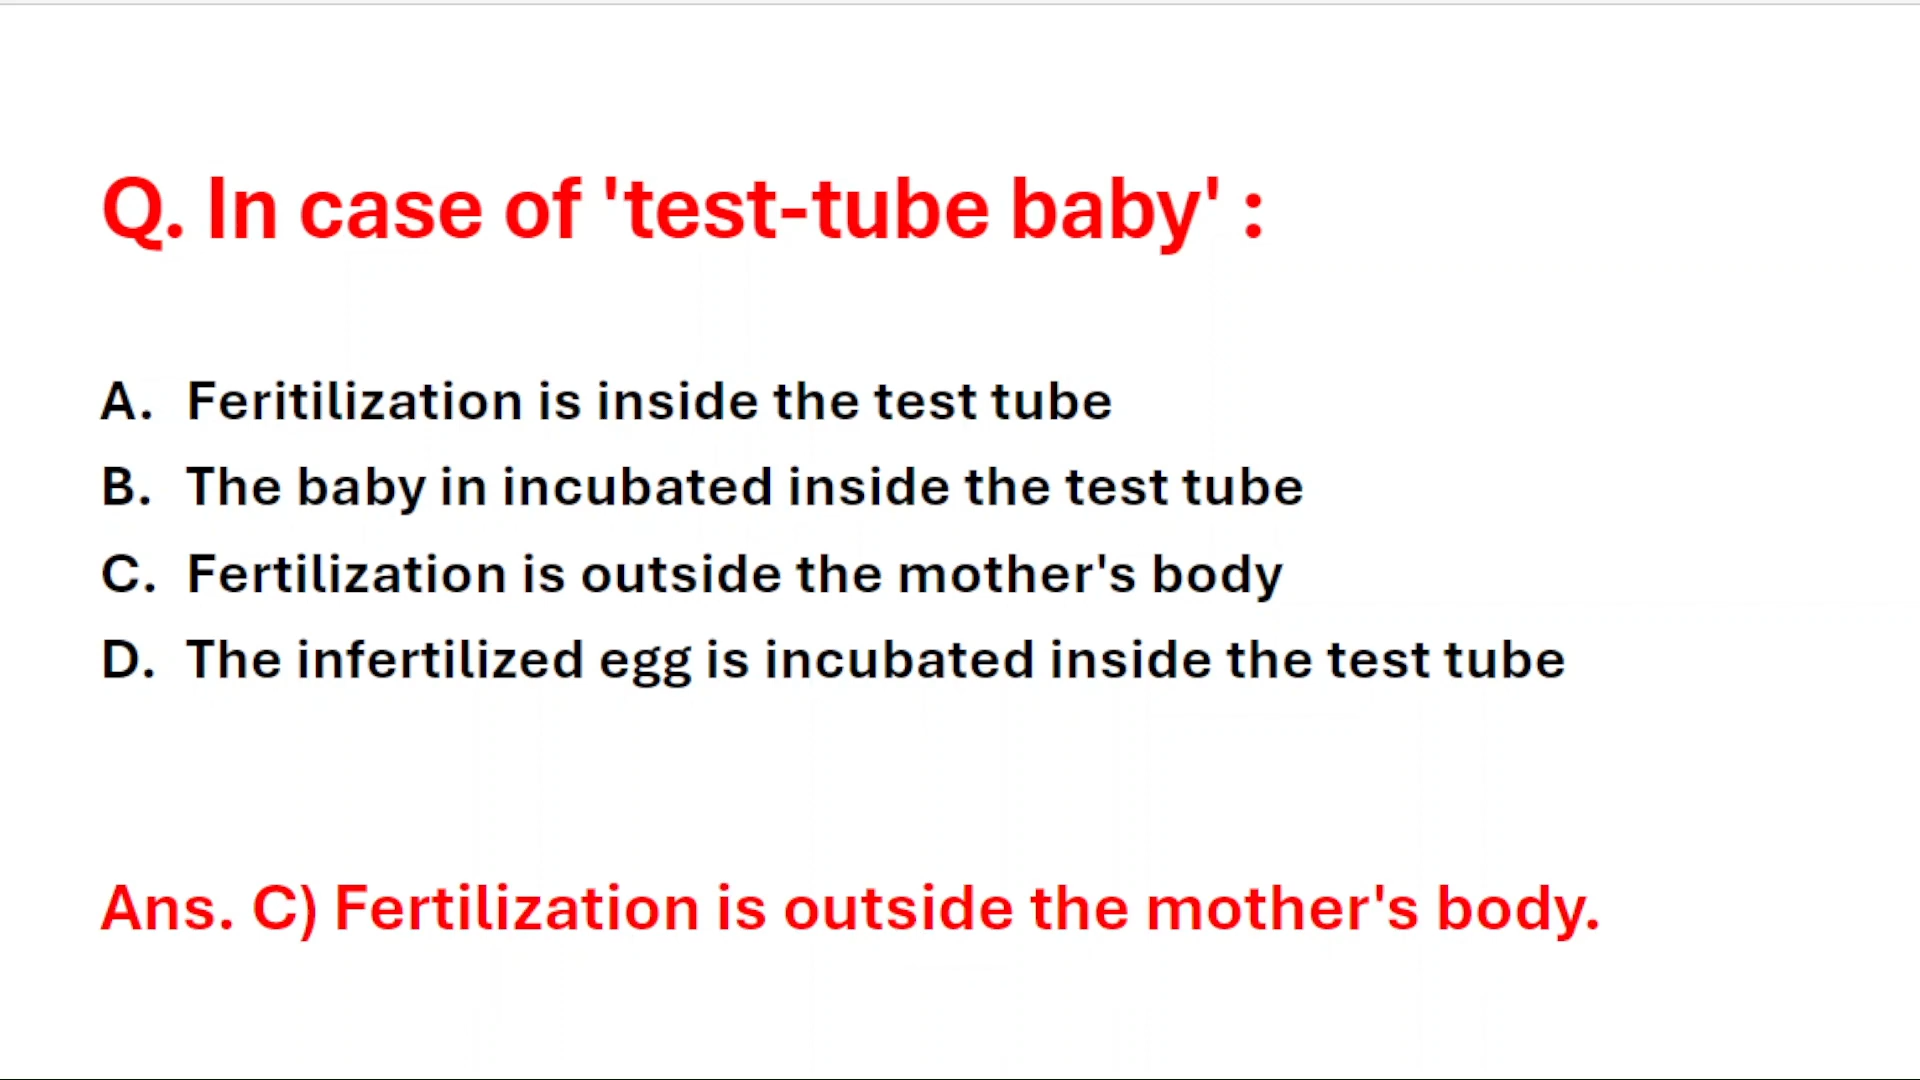 Q. In case of 'test-tube baby' :
A. Feritilization is inside the test tube
B. The baby in incubated inside the test tube
C. Fertilization is outside the mother's body
D. The infertilized egg is incubated inside the test tube
Ans. C) Fertilization is outside the mother's body.